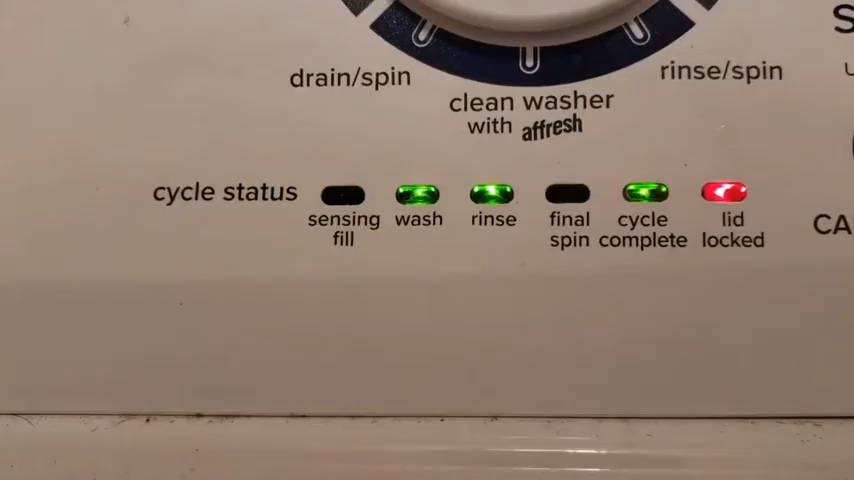 drain/spin
rinse/spin
clean washer
with affresh
cycle status
sensing fill
wash
rinse
final spin
cycle complete
lid locked
CA